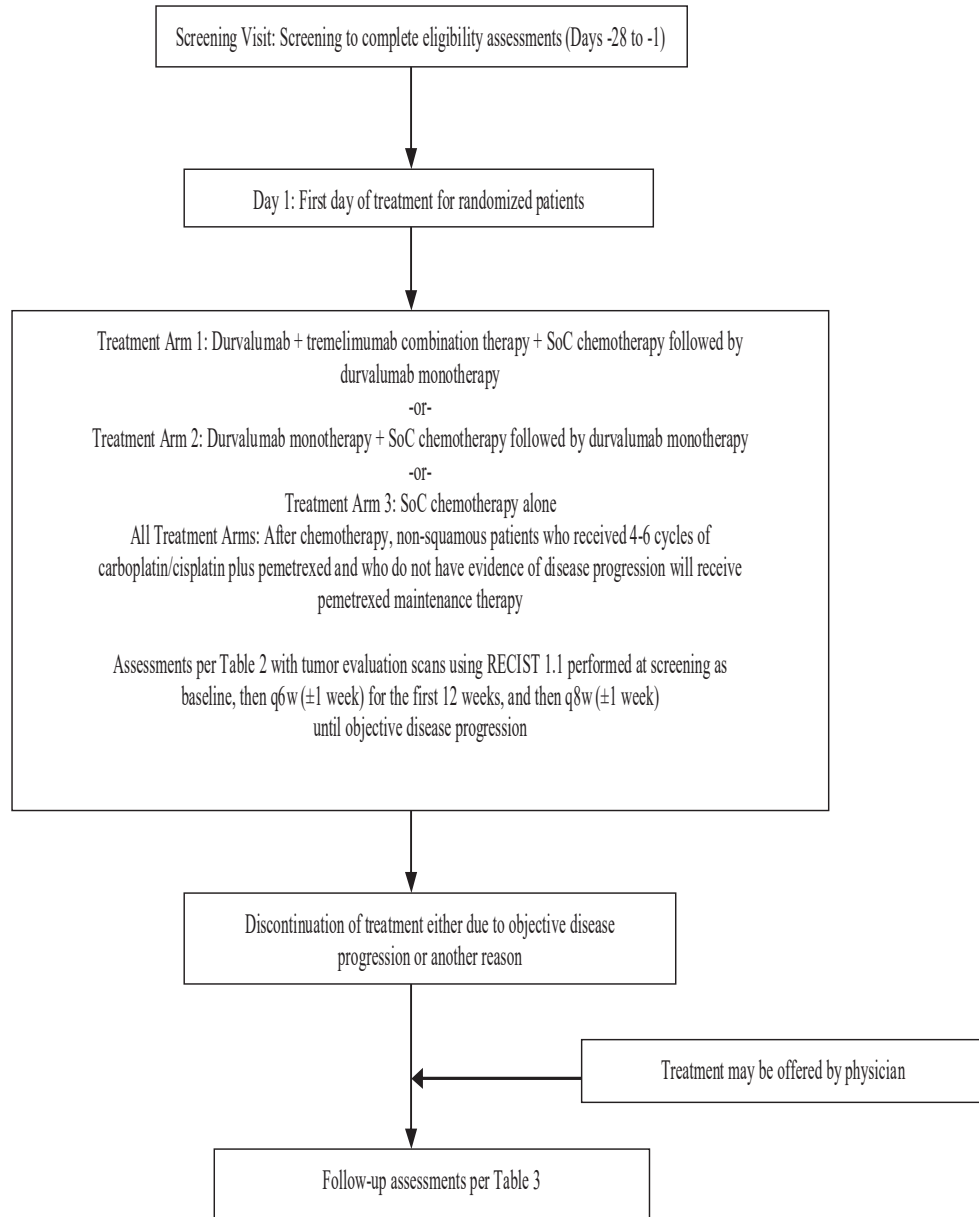 Screening Visit: Screening to complete eligibility assessments (Days -28 to -1)
Day 1: First day of treatment for randomized patients
Treatment Arm 1: Durvalumab + tremelimumab combination therapy + SoC chemotherapy followed by
durvalumab monotherapy
-or-
Treatment Arm 2: Durvalumab monotherapy + SoC chemotherapy followed by durvalumab monotherapy
-or-
Treatment Arm 3: SoC chemotherapy alone
All Treatment Arms: After chemotherapy, non-squamous patients who received 4-6 cycles of
carboplatin/cisplatin plus pemetrexed and who do not have evidence of disease progression will receive
pemetrexed maintenance therapy
Assessments per Table 2 with tumor evaluation scans using RECIST 1.1 performed at screening as
baseline, then q6w (±1 week) for the first 12 weeks, and then q8w (±1 week)
until objective disease progression
Discontinuation of treatment either due to objective disease
progression or another reason
Treatment may be offered by physician
Follow-up assessments per Table 3